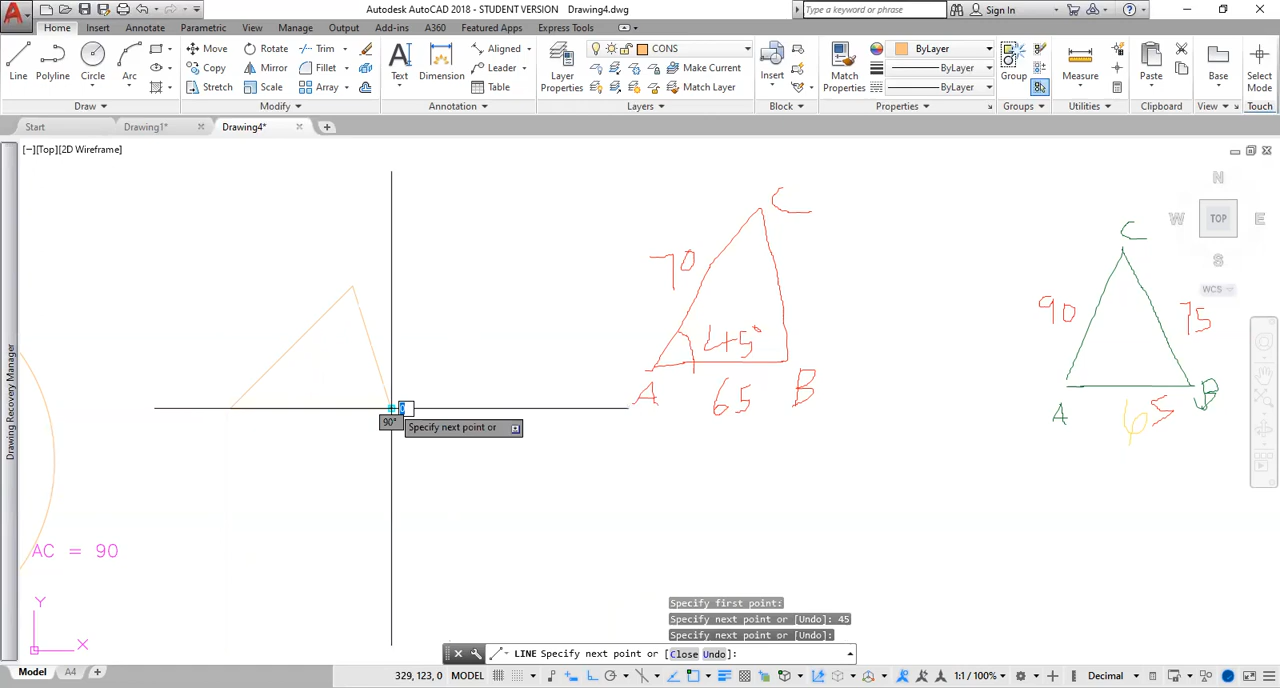 Autodesk AutoCAD 2018 - STUDENT VERSION Drawing4.dwg
Type a keyword or phrase
Sign In
Home Insert Annotate Parametric View Manage Output Add-ins A360 Featured Apps Express Tools
Line Polyline Circle Arc
Move Rotate Trim
Copy Mirror Fillet
Stretch Scale Array
Text Dimension
Aligned
Leader
Table
Layer Properties
CONS
Make Current
Match Layer
Insert
Match Properties
ByLayer
ByLayer
ByLayer
Group
Measure
Paste
Base
Select Mode
Draw Modify Annotation Layers Block Properties Groups Utilities Clipboard View Touch
Start Drawing1* Drawing4*
[−][Top][2D Wireframe]
Drawing Recovery Manager
N
W TOP E
S
WCS
C
70
45°
A 65 B
C
90 75
A 65 B
0
90°
Specify next point or
AC = 90
Y
X
Specify first point:
Specify next point or [Undo]: 45
Specify next point or [Undo]:
LINE Specify next point or [Close Undo]:
Model A4
329, 123, 0 MODEL 1:1 / 100% Decimal